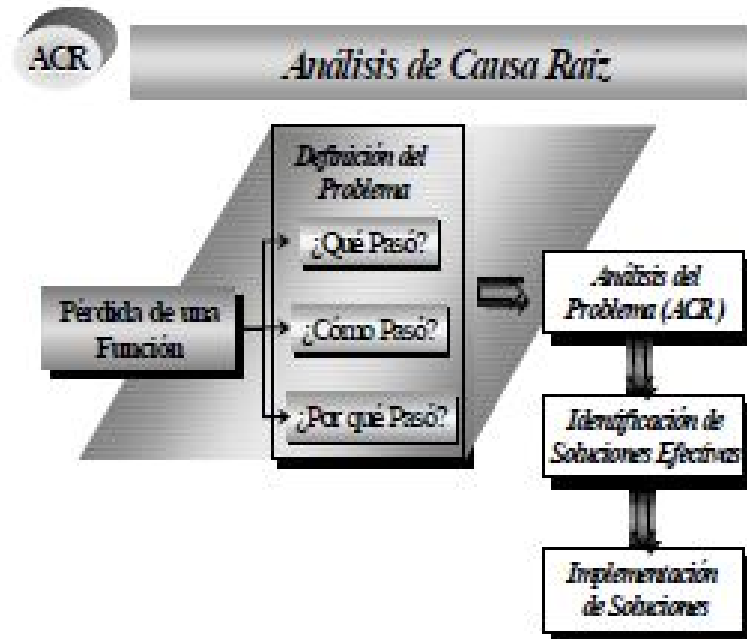 ACR
Análisis de Causa Raíz
Definición del
Problema
¿Qué Pasó?
Pérdida de una
Función
¿Cómo Pasó?
¿Por qué Pasó?
Análisis del
Problema (ACR)
Identificación de
Soluciones Efectivas
Implementación
de Soluciones